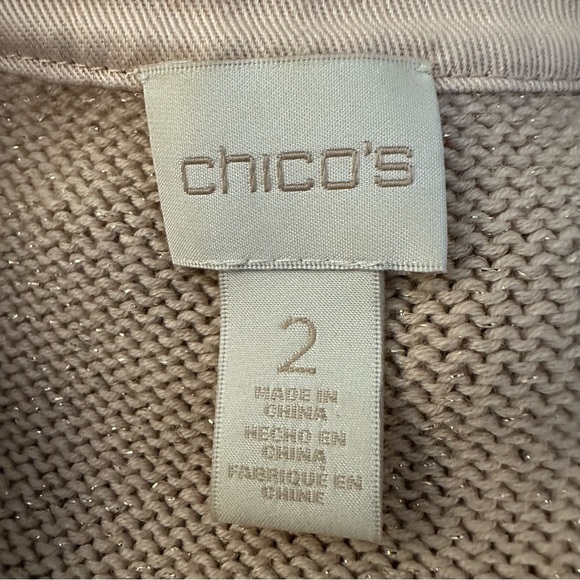 chico's
2
MADE IN
CHINA
HECHO EN
CHINA
FABRIQUE EN
CHINE